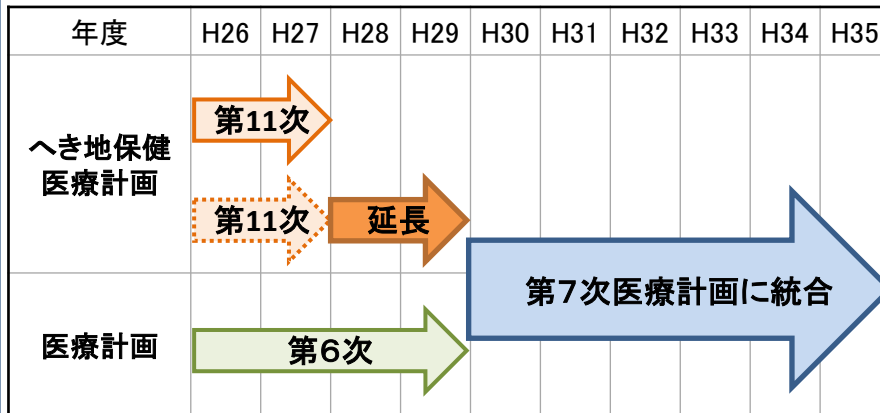 年度 H26 H27 H28 H29 H30 H31 H32 H33 H34 H35
へき地保健
医療計画
第11次
第11次
延長
第7次医療計画に統合
医療計画
第6次